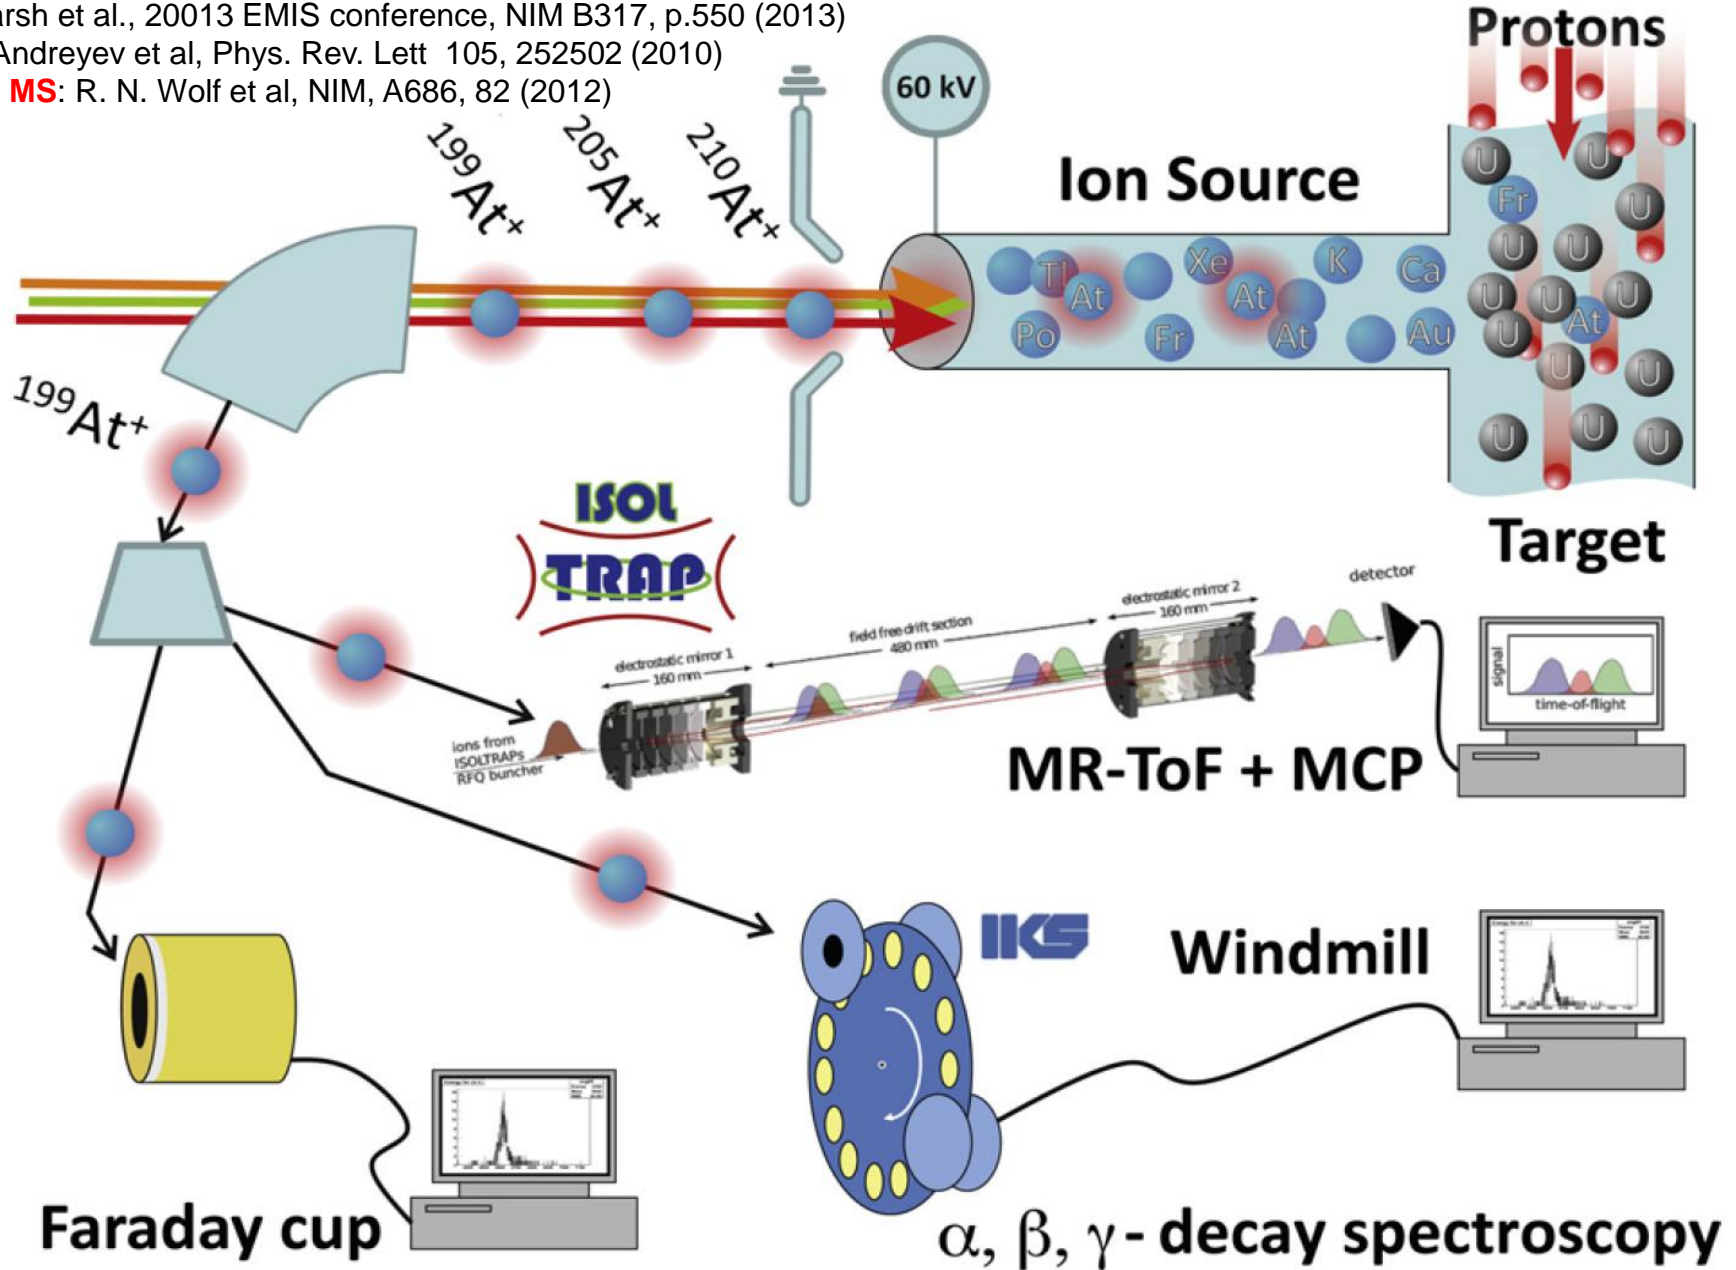 arsh et al., 20013 EMIS conference, NIM B317, p.550 (2013)
Andreyev et al, Phys. Rev. Lett 105, 252502 (2010)
MS: R. N. Wolf et al, NIM, A686, 82 (2012)
Protons
60 kV
Ion Source
199At+
205At+
210At+
U
U
Fr
U
U
U
U
U
U
At
U
U
U
U
U
U
Tl
At
Xe
At
K
Ca
Po
Fr
At
Au
199At+
ISOL
TRAP
Target
detector
electrostatic mirror 2
160 mm
field free drift section
480 mm
electrostatic mirror 1
160 mm
ions from
ISOLTRAPs
RFQ buncher
signal
time-of-flight
MR-ToF + MCP
IKS
Windmill
Faraday cup
α, β, γ - decay spectroscopy